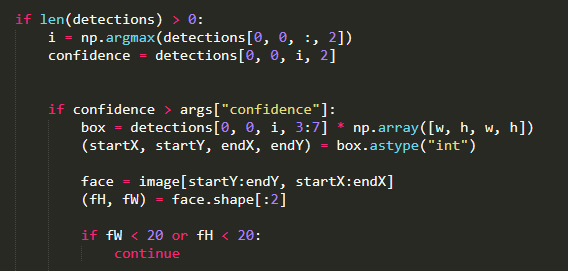 if len(detections) > 0:
    i = np.argmax(detections[0, 0, :, 2])
    confidence = detections[0, 0, i, 2]
    if confidence > args["confidence"]:
        box = detections[0, 0, i, 3:7] * np.array([w, h, w, h])
        (startX, startY, endX, endY) = box.astype("int")
        face = image[startY:endY, startX:endX]
        (fH, fW) = face.shape[:2]
        if fW < 20 or fH < 20:
            continue